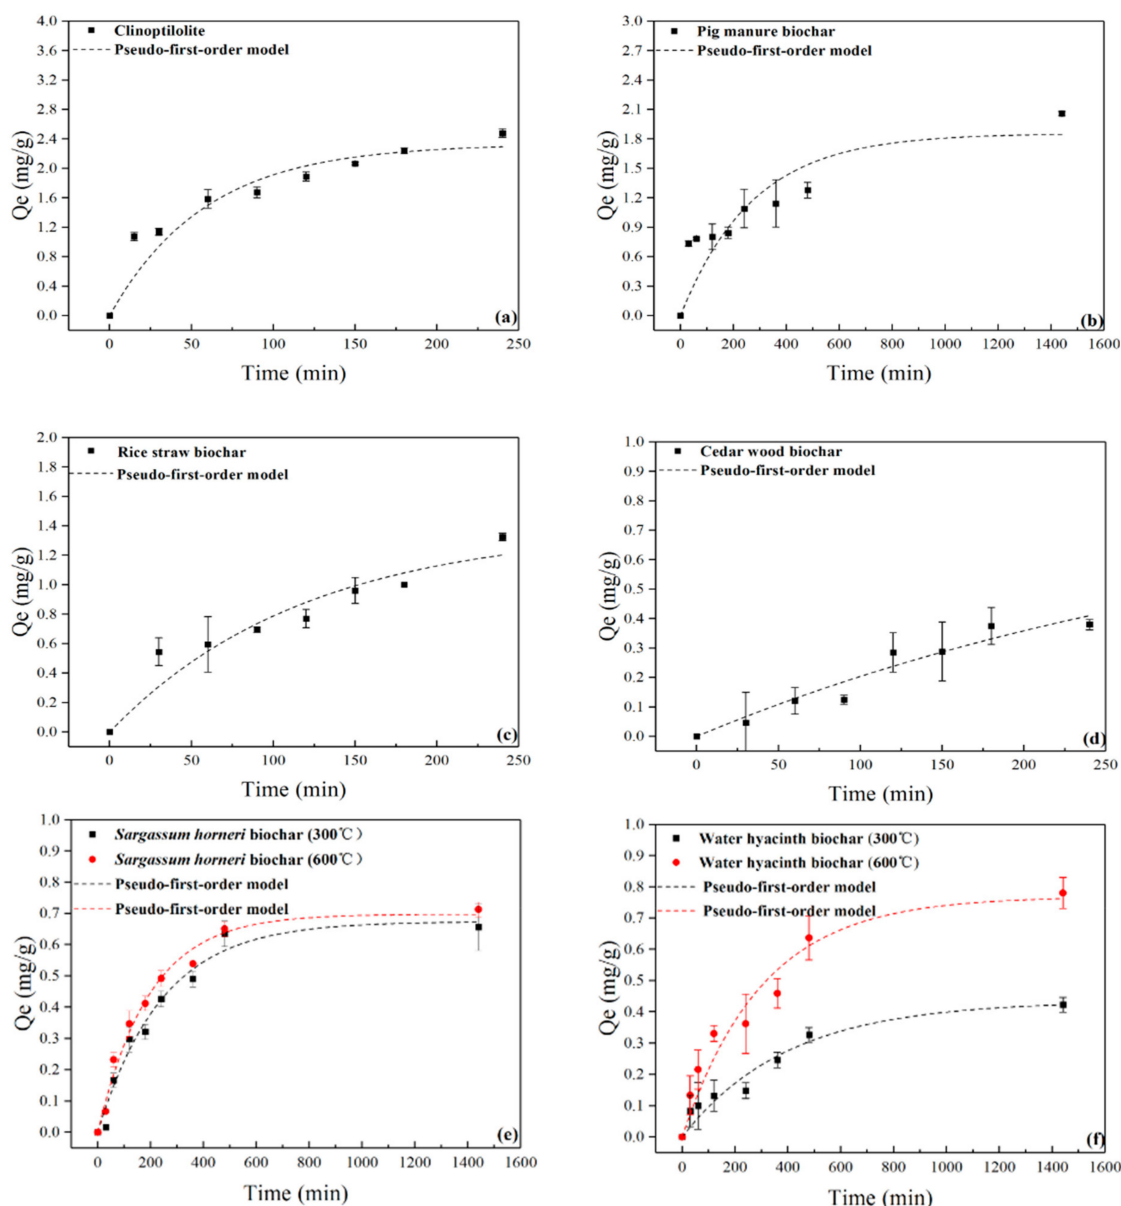 Clinoptilolite
Pseudo-first-order model
Qe (mg/g)
4.0
3.6
3.2
2.8
2.4
2.0
1.6
1.2
0.8
0.4
0.0
(a)
0 50 100 150 200 250
Time (min)
Pig manure biochar
Pseudo-first-order model
Qe (mg/g)
3.0
2.7
2.4
2.1
1.8
1.5
1.2
0.9
0.6
0.3
0.0
(b)
0 200 400 600 800 1000 1200 1400 1600
Time (min)
Rice straw biochar
Pseudo-first-order model
Qe (mg/g)
2.0
1.8
1.6
1.4
1.2
1.0
0.8
0.6
0.4
0.2
0.0
(c)
0 50 100 150 200 250
Time (min)
Cedar wood biochar
Pseudo-first-order model
Qe (mg/g)
1.0
0.9
0.8
0.7
0.6
0.5
0.4
0.3
0.2
0.1
0.0
(d)
0 50 100 150 200 250
Time (min)
Sargassum horneri biochar (300℃)
Sargassum horneri biochar (600℃)
Pseudo-first-order model
Pseudo-first-order model
Qe (mg/g)
1.0
0.9
0.8
0.7
0.6
0.5
0.4
0.3
0.2
0.1
0.0
(e)
0 200 400 600 800 1000 1200 1400 1600
Time (min)
Water hyacinth biochar (300℃)
Water hyacinth biochar (600℃)
Pseudo-first-order model
Pseudo-first-order model
Qe (mg/g)
1.0
0.9
0.8
0.7
0.6
0.5
0.4
0.3
0.2
0.1
0.0
(f)
0 200 400 600 800 1000 1200 1400 1600
Time (min)